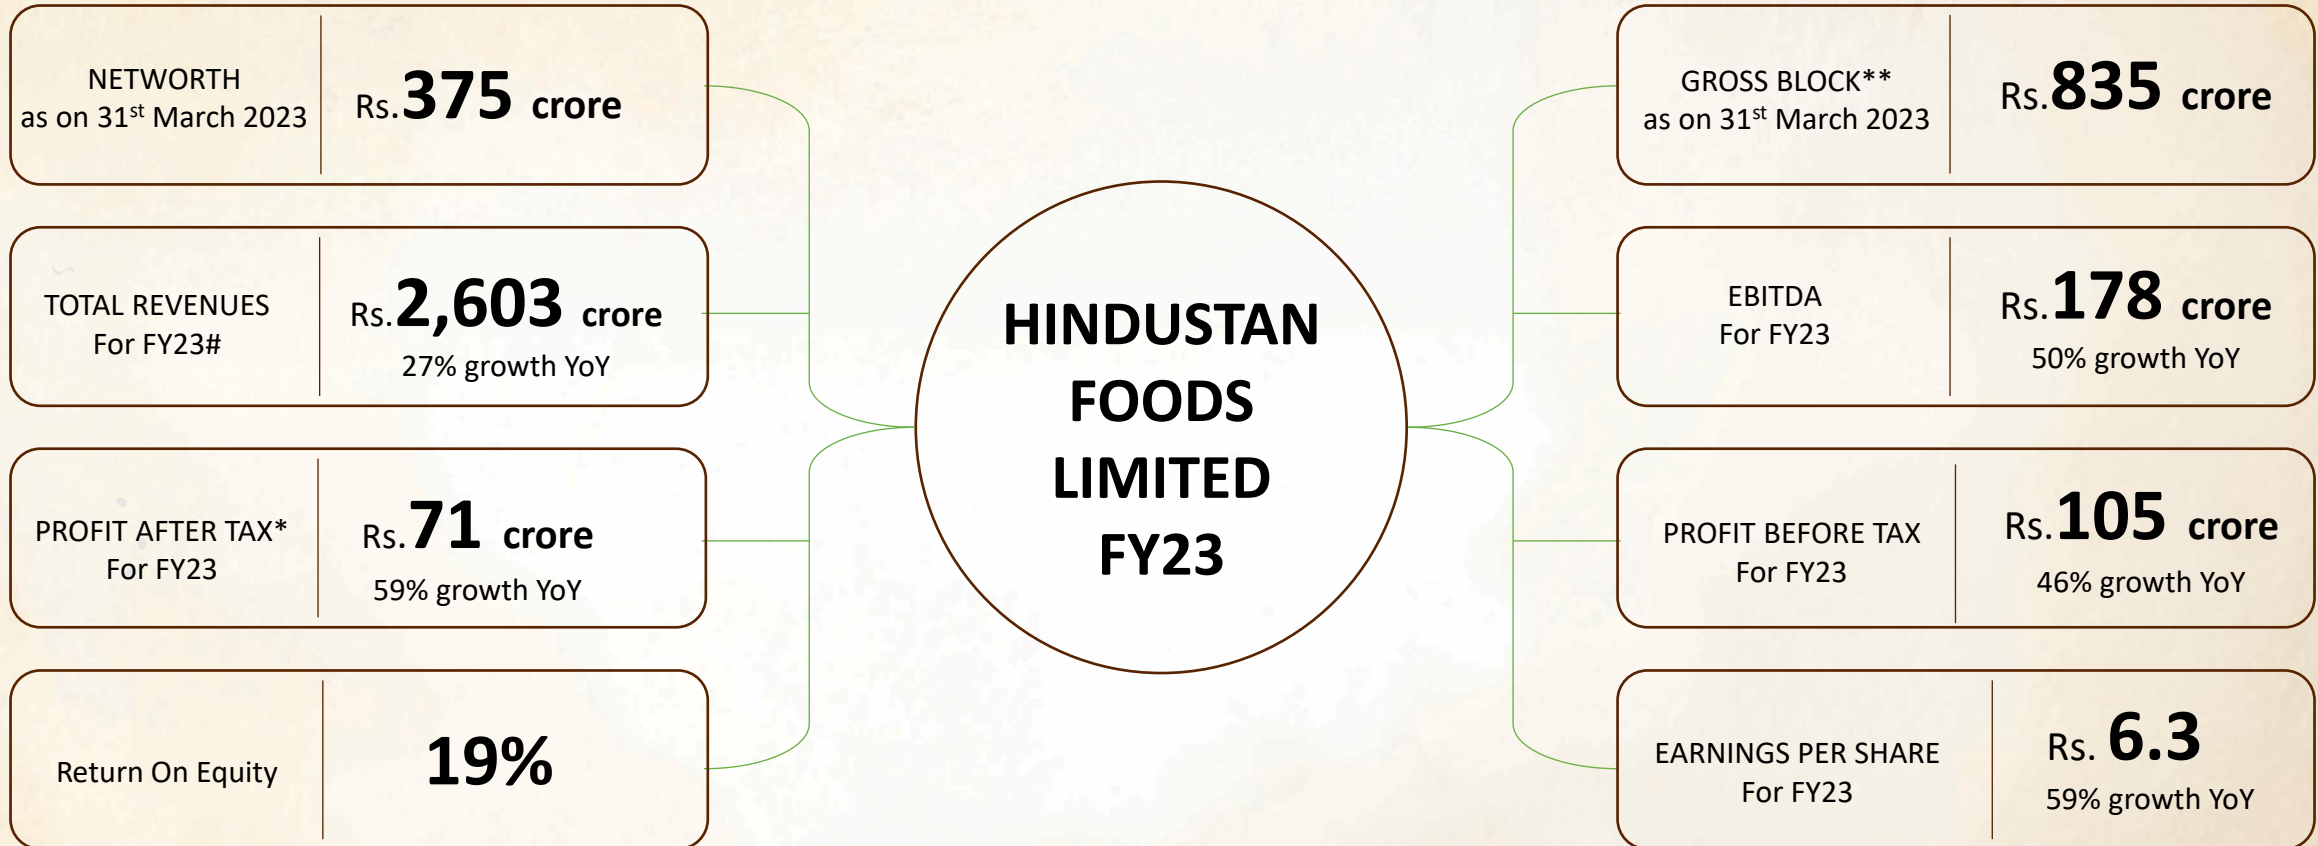 NETWORTH
as on 31st March 2023
Rs.375 crore
TOTAL REVENUES
For FY23#
Rs.2,603 crore
27% growth YoY
PROFIT AFTER TAX*
For FY23
Rs.71 crore
59% growth YoY
Return On Equity
19%
HINDUSTAN
FOODS
LIMITED
FY23
GROSS BLOCK**
as on 31st March 2023
Rs.835 crore
EBITDA
For FY23
Rs.178 crore
50% growth YoY
PROFIT BEFORE TAX
For FY23
Rs.105 crore
46% growth YoY
EARNINGS PER SHARE
For FY23
Rs. 6.3
59% growth YoY